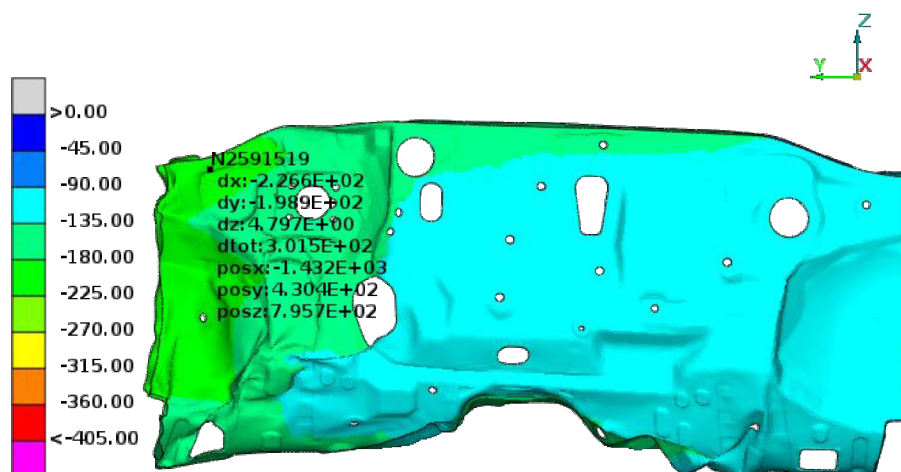 Z
Y
X
>0.00
-45.00
-90.00
-135.00
-180.00
-225.00
-270.00
-315.00
-360.00
<-405.00
N2591519
dx:-2.266E+02
dy:-1.989E+02
dz:4.797E+00
dtot:3.015E+02
posx:-1.432E+03
posy:4.304E+02
posz:7.957E+02